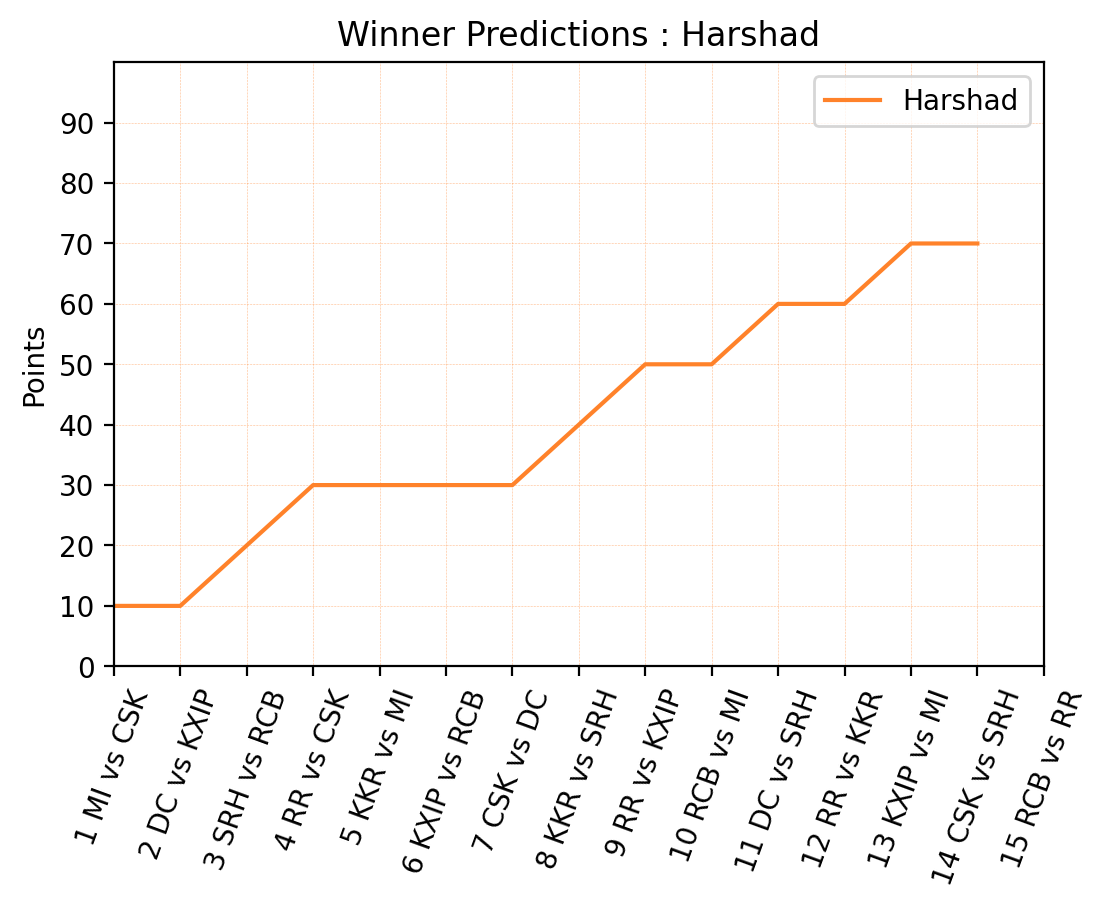 Winner Predictions : Harshad
Harshad
Points
90
80
70
60
50
40
30
20
10
0
1 MI vs CSK
2 DC vs KXIP
3 SRH vs RCB
4 RR vs CSK
5 KKR vs MI
6 KXIP vs RCB
7 CSK vs DC
8 KKR vs SRH
9 RR vs KXIP
10 RCB vs MI
11 DC vs SRH
12 RR vs KKR
13 KXIP vs MI
14 CSK vs SRH
15 RCB vs RR